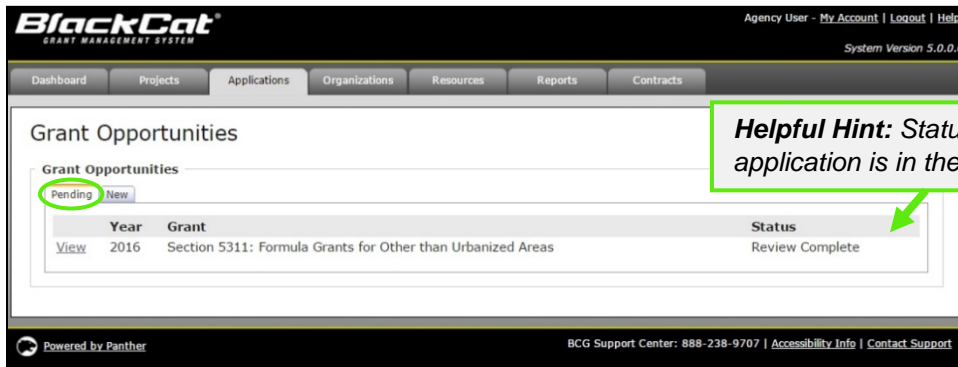 BlackCat®
GRANT MANAGEMENT SYSTEM
Agency User - My Account | Logout | Help
System Version 5.0.0.
Dashboard Projects Applications Organizations Resources Reports Contracts
Grant Opportunities
Helpful Hint: Statu
application is in the
Grant Opportunities
Pending New
Year Grant Status
View 2016 Section 5311: Formula Grants for Other than Urbanized Areas Review Complete
Powered by Panther
BCG Support Center: 888-238-9707 | Accessibility Info | Contact Support